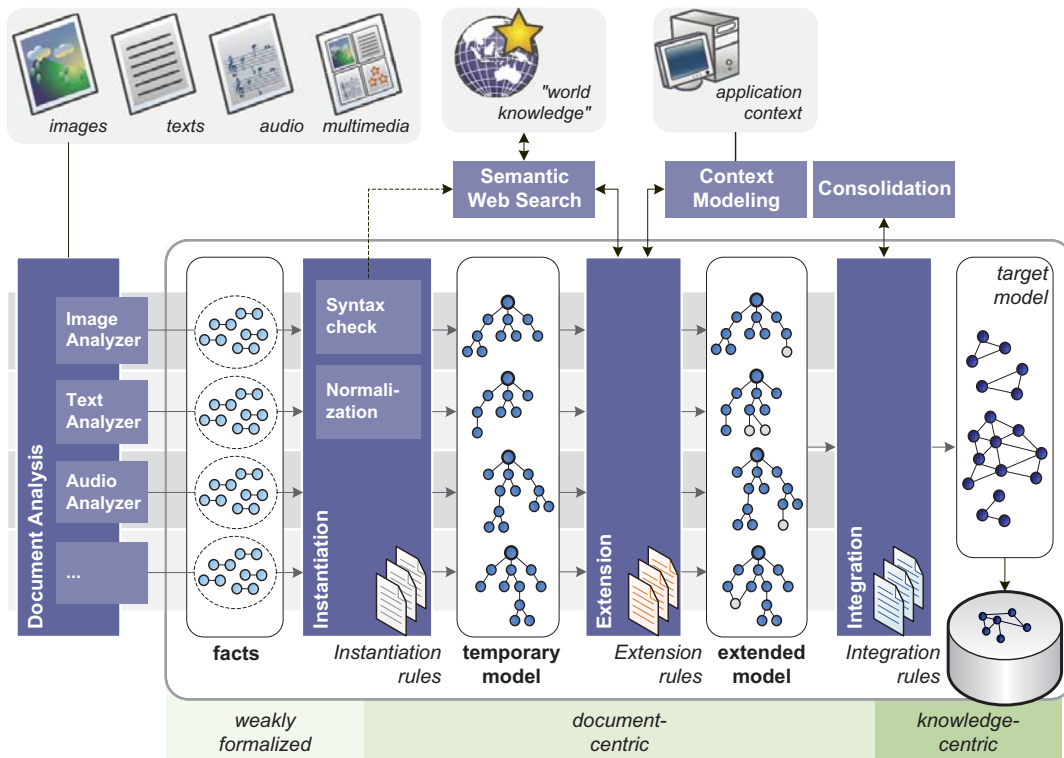 images
texts
audio
multimedia
"world
knowledge"
application
context
Semantic
Web Search
Context
Modeling
Consolidation
Document Analysis
Image
Analyzer
Text
Analyzer
Audio
Analyzer
...
facts
Instantiation
Syntax
check
Normali-
zation
Instantiation
rules
temporary
model
Extension
Extension
rules
extended
model
Integration
Integration
rules
target
model
weakly
formalized
document-
centric
knowledge-
centric